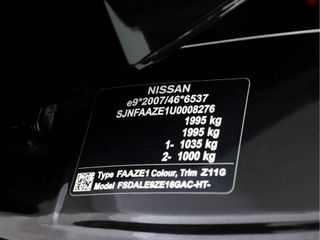 NISSAN
e9*2007/46*6537
SJNFAAZE1U0008276
1995 kg
1995 kg
1- 1035 kg
2- 1000 kg
Type FAAZE1 Colour, Trim Z11G
Model FSDALE9ZE16GAC-HT-